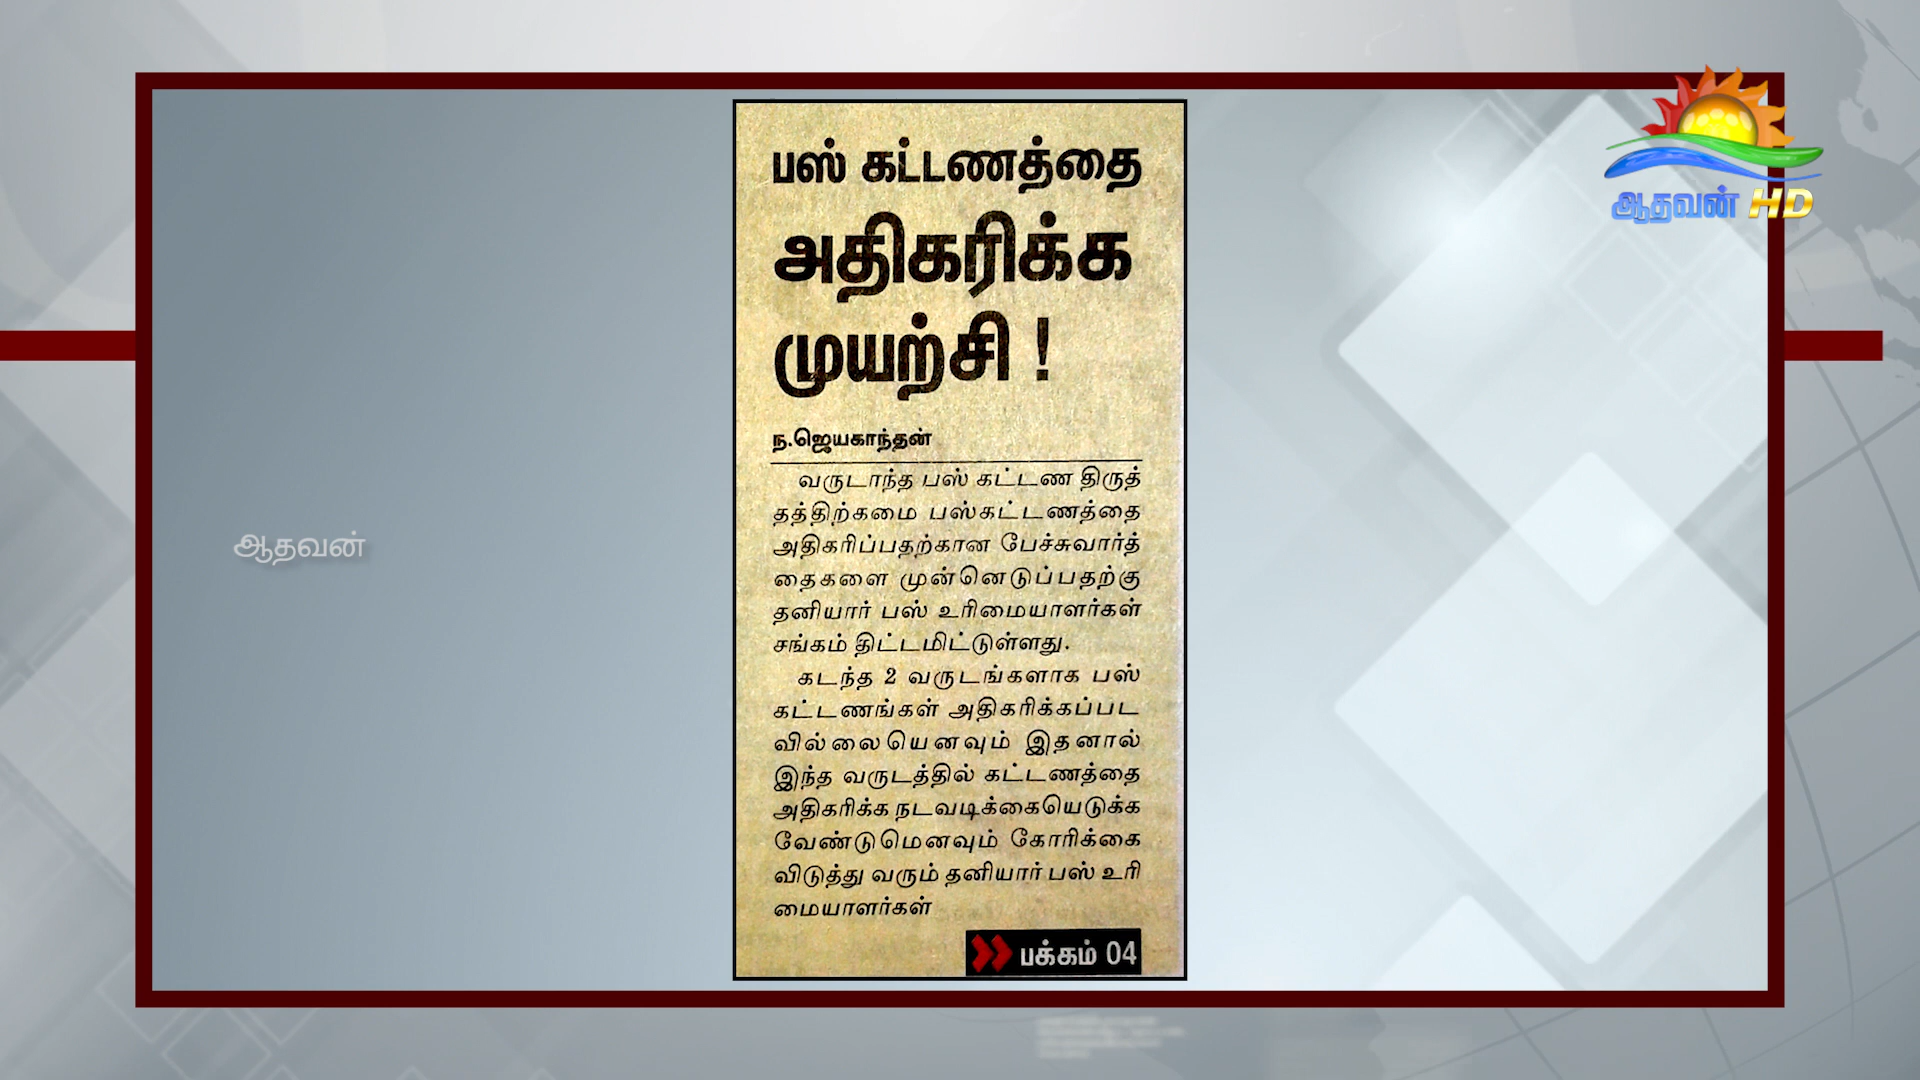 பஸ் கட்டணத்தை
அதிகரிக்க
முயற்சி !
ந.ஜெயகாந்தன்
வருடாந்த பஸ் கட்டண திருத்
தத்திற்கமை பஸ்கட்டணத்தை
அதிகரிப்பதற்கான பேச்சுவார்த்
தைகளை முன்னெடுப்பதற்கு
தனியார் பஸ் உரிமையாளர்கள்
சங்கம் திட்டமிட்டுள்ளது.
கடந்த 2 வருடங்களாக பஸ்
கட்டணங்கள் அதிகரிக்கப்பட
வில்லையெனவும் இதனால்
இந்த வருடத்தில் கட்டணத்தை
அதிகரிக்க நடவடிக்கையெடுக்க
வேண்டுமெனவும் கோரிக்கை
விடுத்து வரும் தனியார் பஸ் உரி
மையாளர்கள்
பக்கம் 04
ஆதவன் HD
ஆதவன்